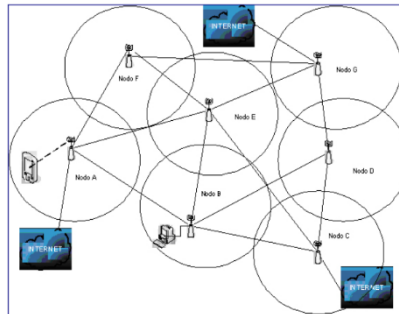 INTERNET
Nodo F
Nodo G
Nodo E
Nodo A
Nodo D
Nodo B
Nodo C
INTERNET
INTERNET